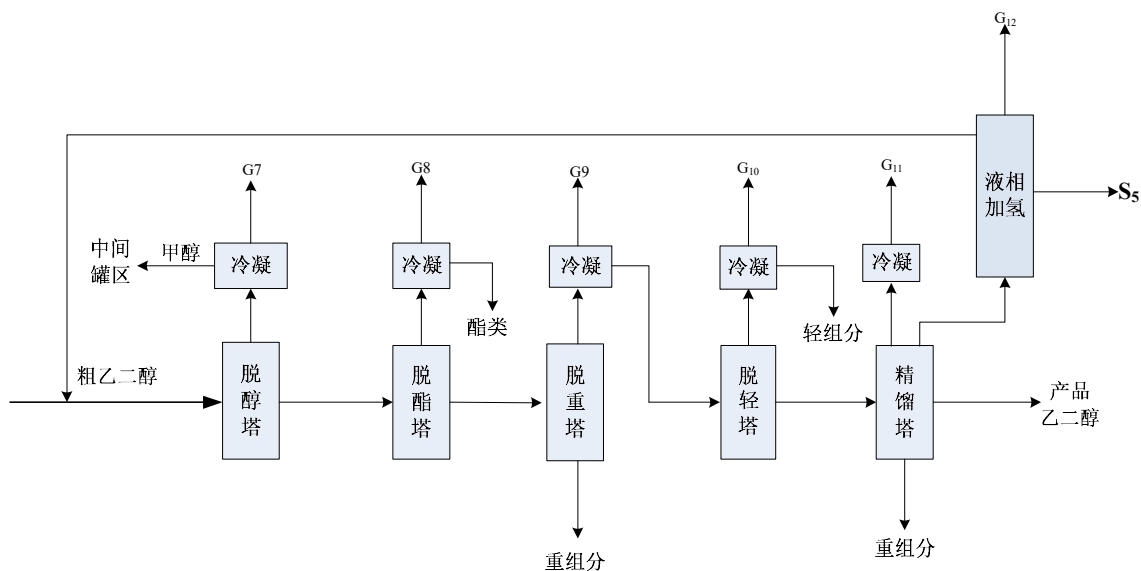 G₁₂
液相
加氢
S₅
G7
G8
G9
G₁₀
G₁₁
中间
罐区
甲醇
冷凝
冷凝
酯类
冷凝
冷凝
轻组分
冷凝
粗乙二醇
脱
醇
塔
脱
酯
塔
脱
重
塔
脱
轻
塔
精
馏
塔
产品
乙二醇
重组分
重组分